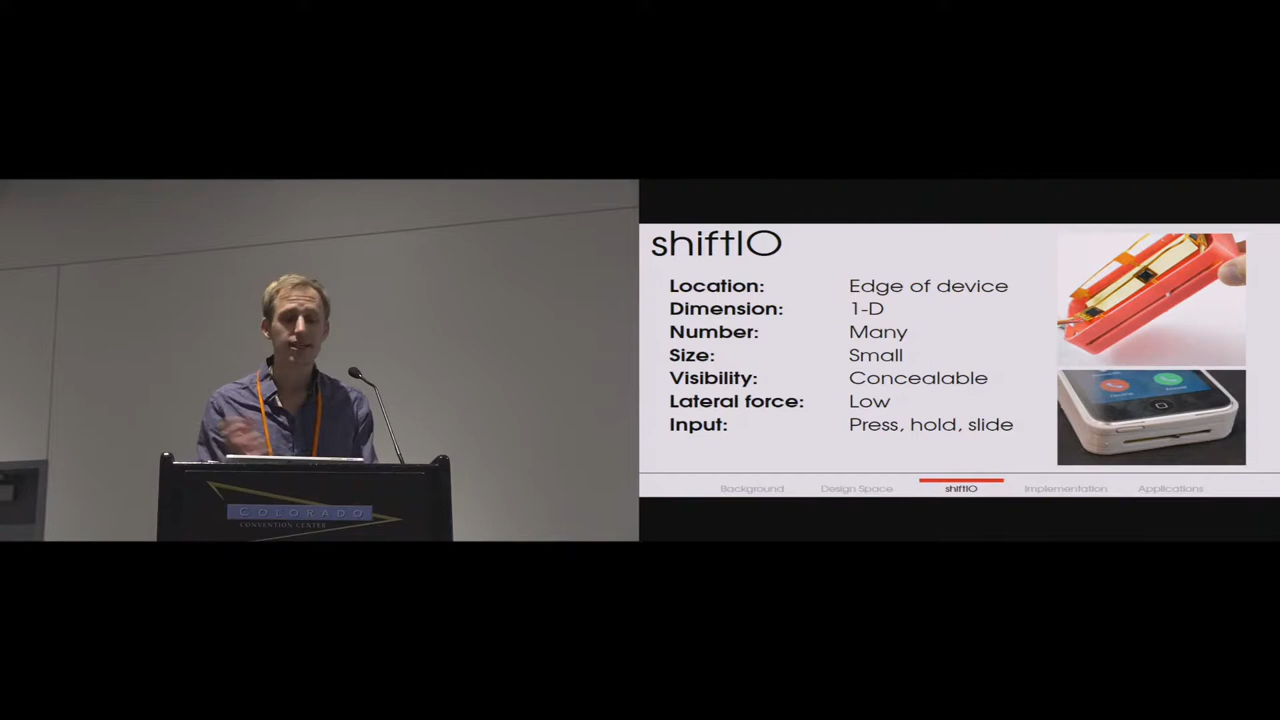 shiftIO
Location: Edge of device
Dimension: 1-D
Number: Many
Size: Small
Visibility: Concealable
Lateral force: Low
Input: Press, hold, slide
Background Design Space shiftIO Implementation Applications
COLORADO
CONVENTION CENTER